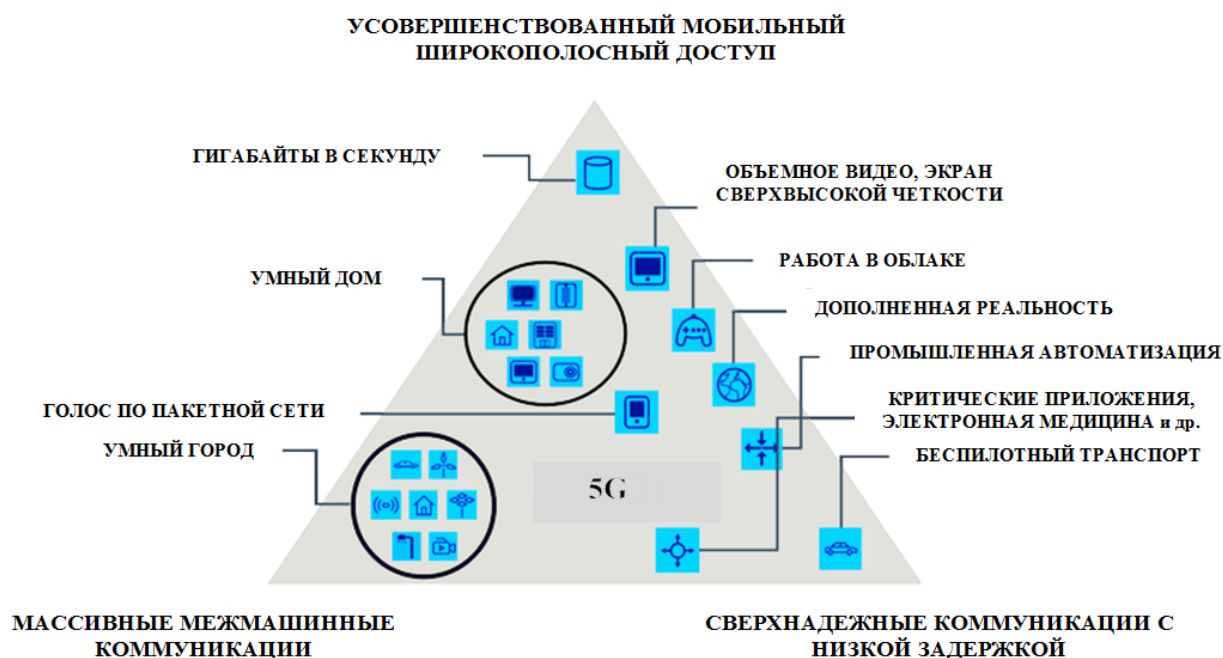 УСОВЕРШЕНСТВОВАННЫЙ МОБИЛЬНЫЙ
ШИРОКОПОЛОСНЫЙ ДОСТУП
ГИГАБАЙТЫ В СЕКУНДУ
ОБЪЕМНОЕ ВИДЕО, ЭКРАН
СВЕРХВЫСОКОЙ ЧЕТКОСТИ
УМНЫЙ ДОМ
РАБОТА В ОБЛАКЕ
ДОПОЛНЕННАЯ РЕАЛЬНОСТЬ
ПРОМЫШЛЕННАЯ АВТОМАТИЗАЦИЯ
ГОЛОС ПО ПАКЕТНОЙ СЕТИ
КРИТИЧЕСКИЕ ПРИЛОЖЕНИЯ,
ЭЛЕКТРОННАЯ МЕДИЦИНА и др.
УМНЫЙ ГОРОД
БЕСПИЛОТНЫЙ ТРАНСПОРТ
5G
МАССИВНЫЕ МЕЖМАШИННЫЕ
КОММУНИКАЦИИ
СВЕРХНАДЕЖНЫЕ КОММУНИКАЦИИ С
НИЗКОЙ ЗАДЕРЖКОЙ